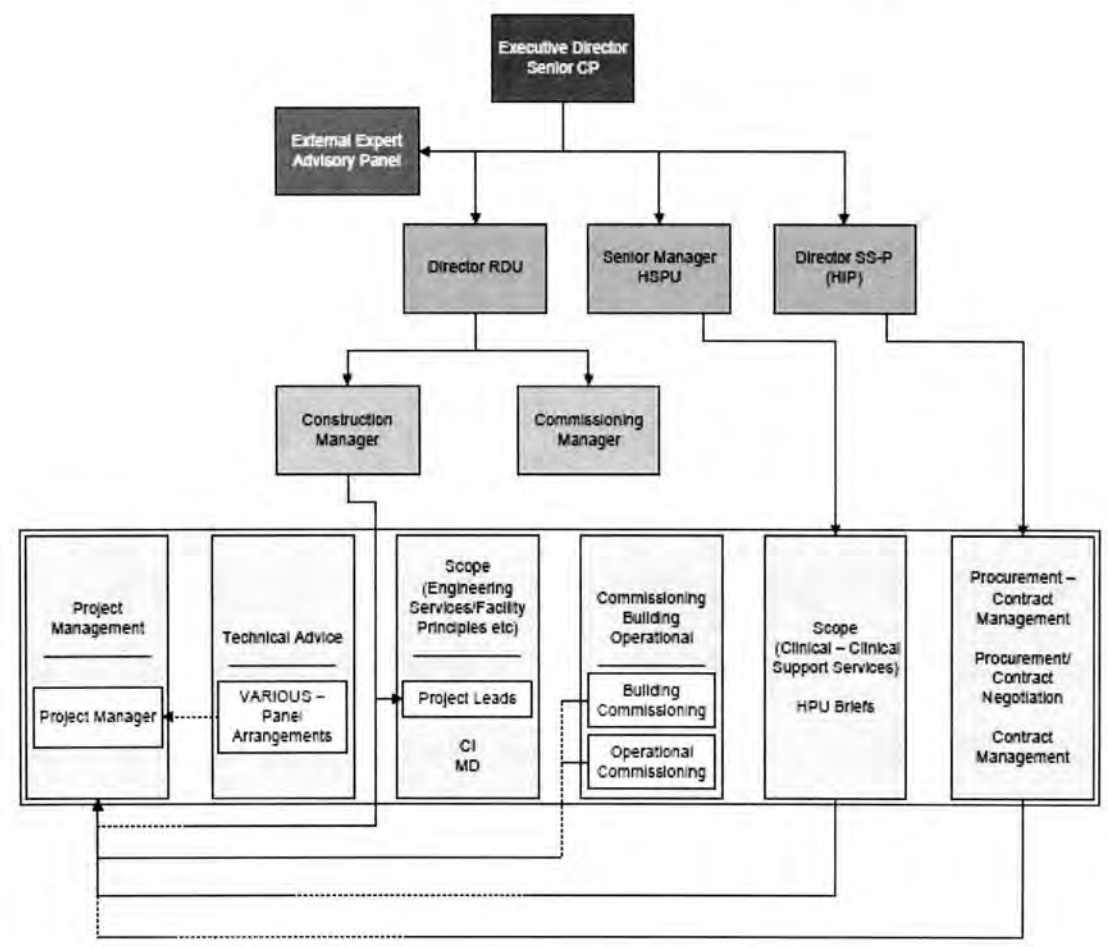 Executive Director
Senior CP
External Expert
Advisory Panel
Director RDU
Senior Manager
HSPU
Director SS-P
(HIP)
Construction
Manager
Commissioning
Manager
Project
Management
Project Manager
Technical Advice
VARIOUS –
Panel
Arrangements
Scope
(Engineering
Services/Facility
Principles etc)
Project Leads
CI
MD
Commissioning
Building
Operational
Building
Commissioning
Operational
Commissioning
Scope
(Clinical – Clinical
Support Services)
HPU Briefs
Procurement –
Contract
Management
Procurement/
Contract
Negotiation
Contract
Management